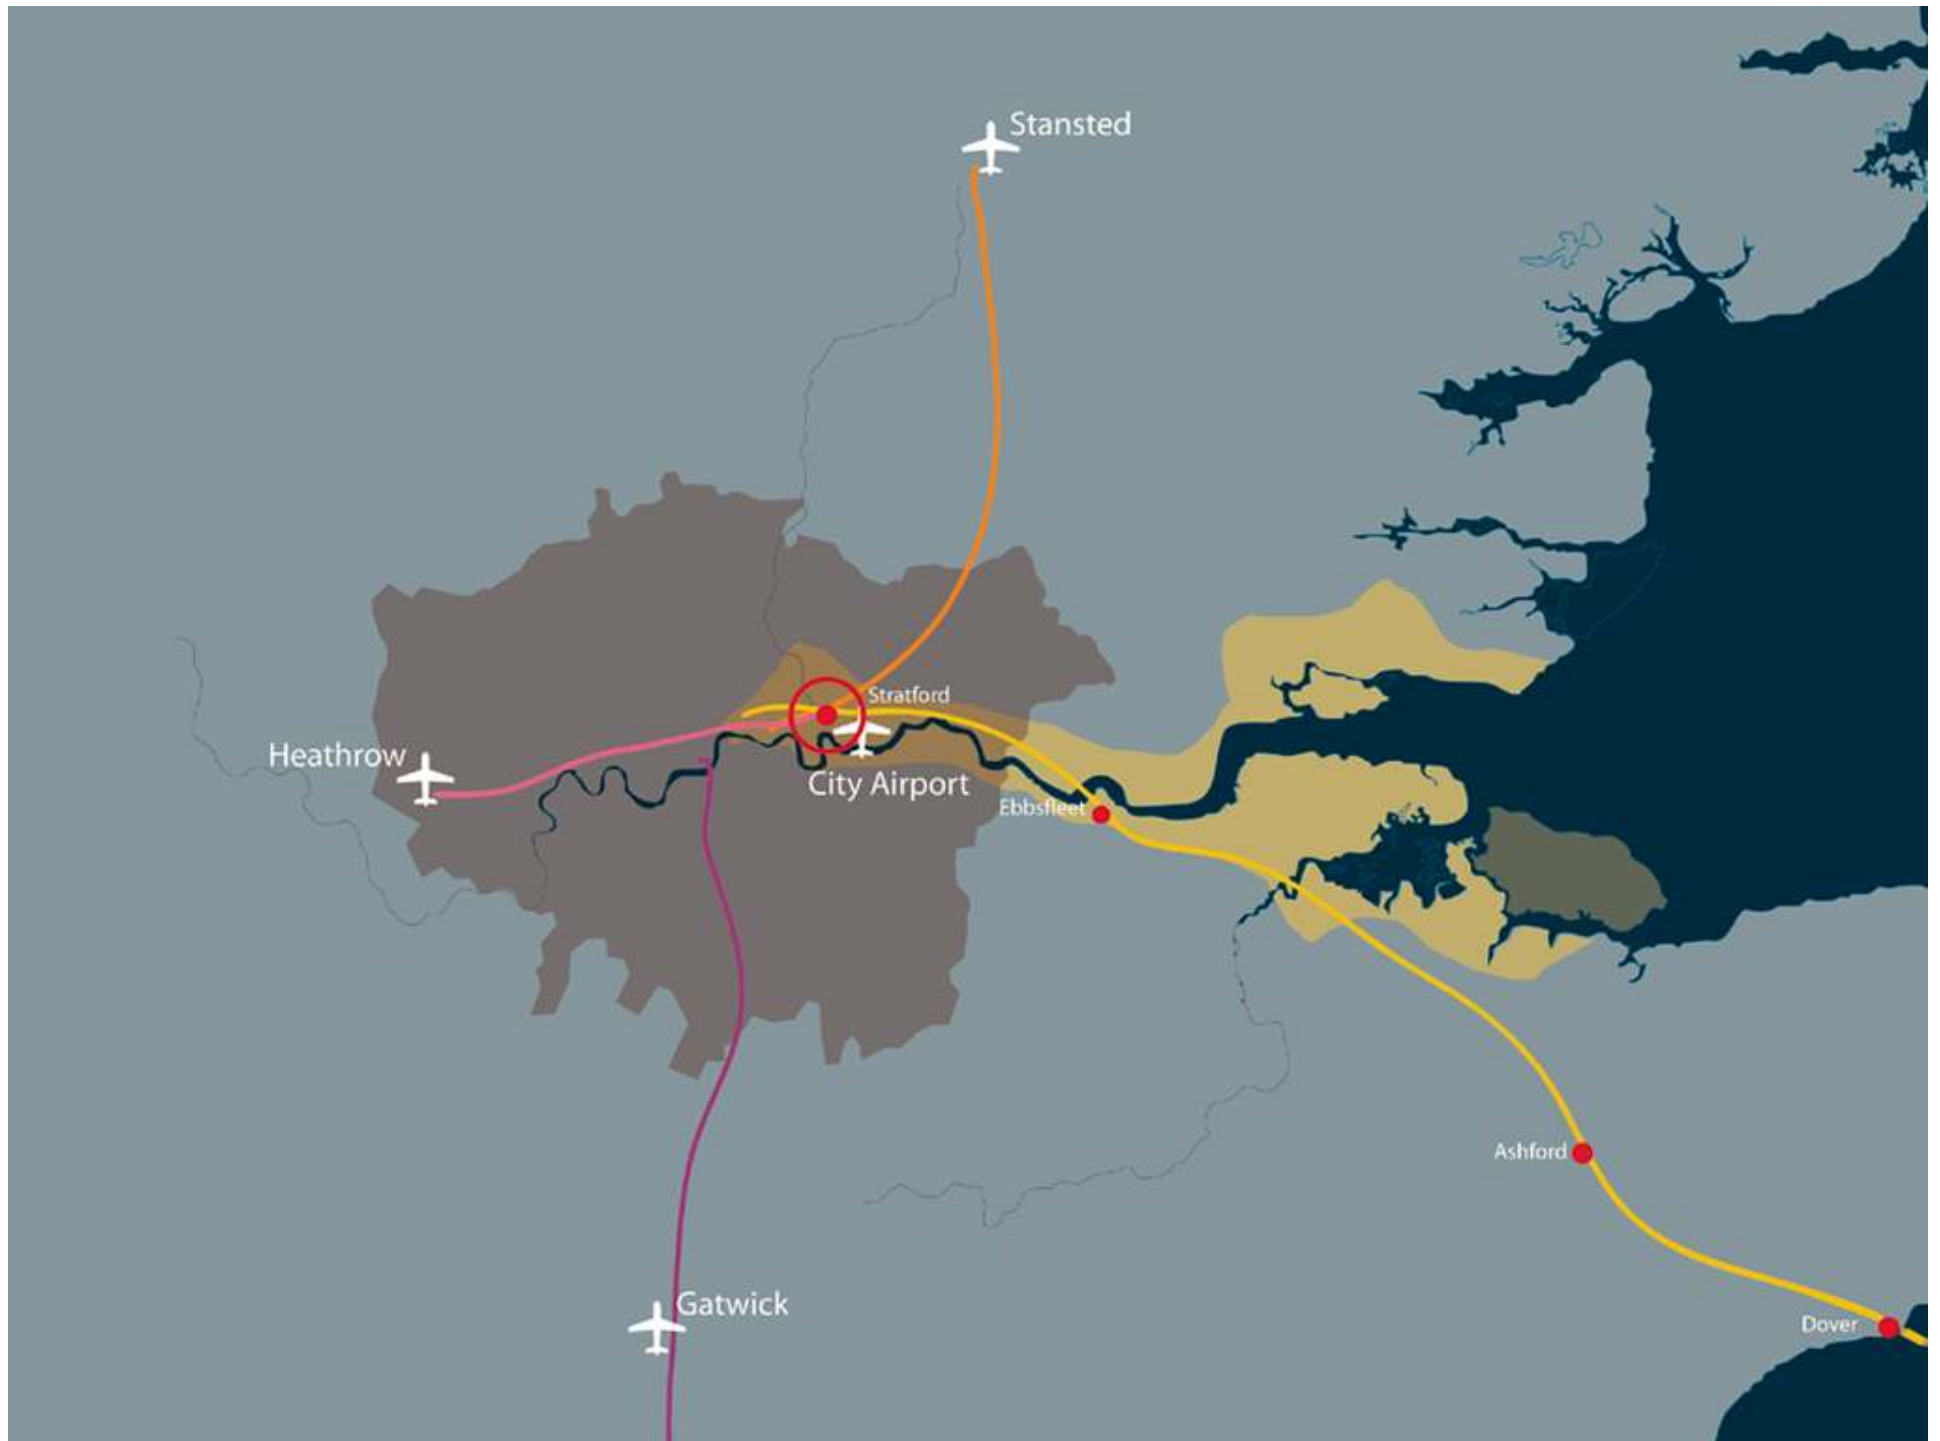 Stansted
Stratford
Heathrow
City Airport
Ebbsfleet
Ashford
Gatwick
Dover